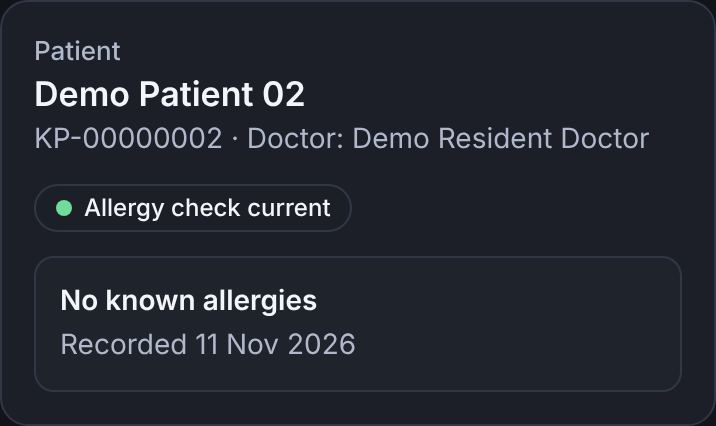 Patient
Demo Patient 02
KP-00000002 · Doctor: Demo Resident Doctor
Allergy check current
No known allergies
Recorded 11 Nov 2026